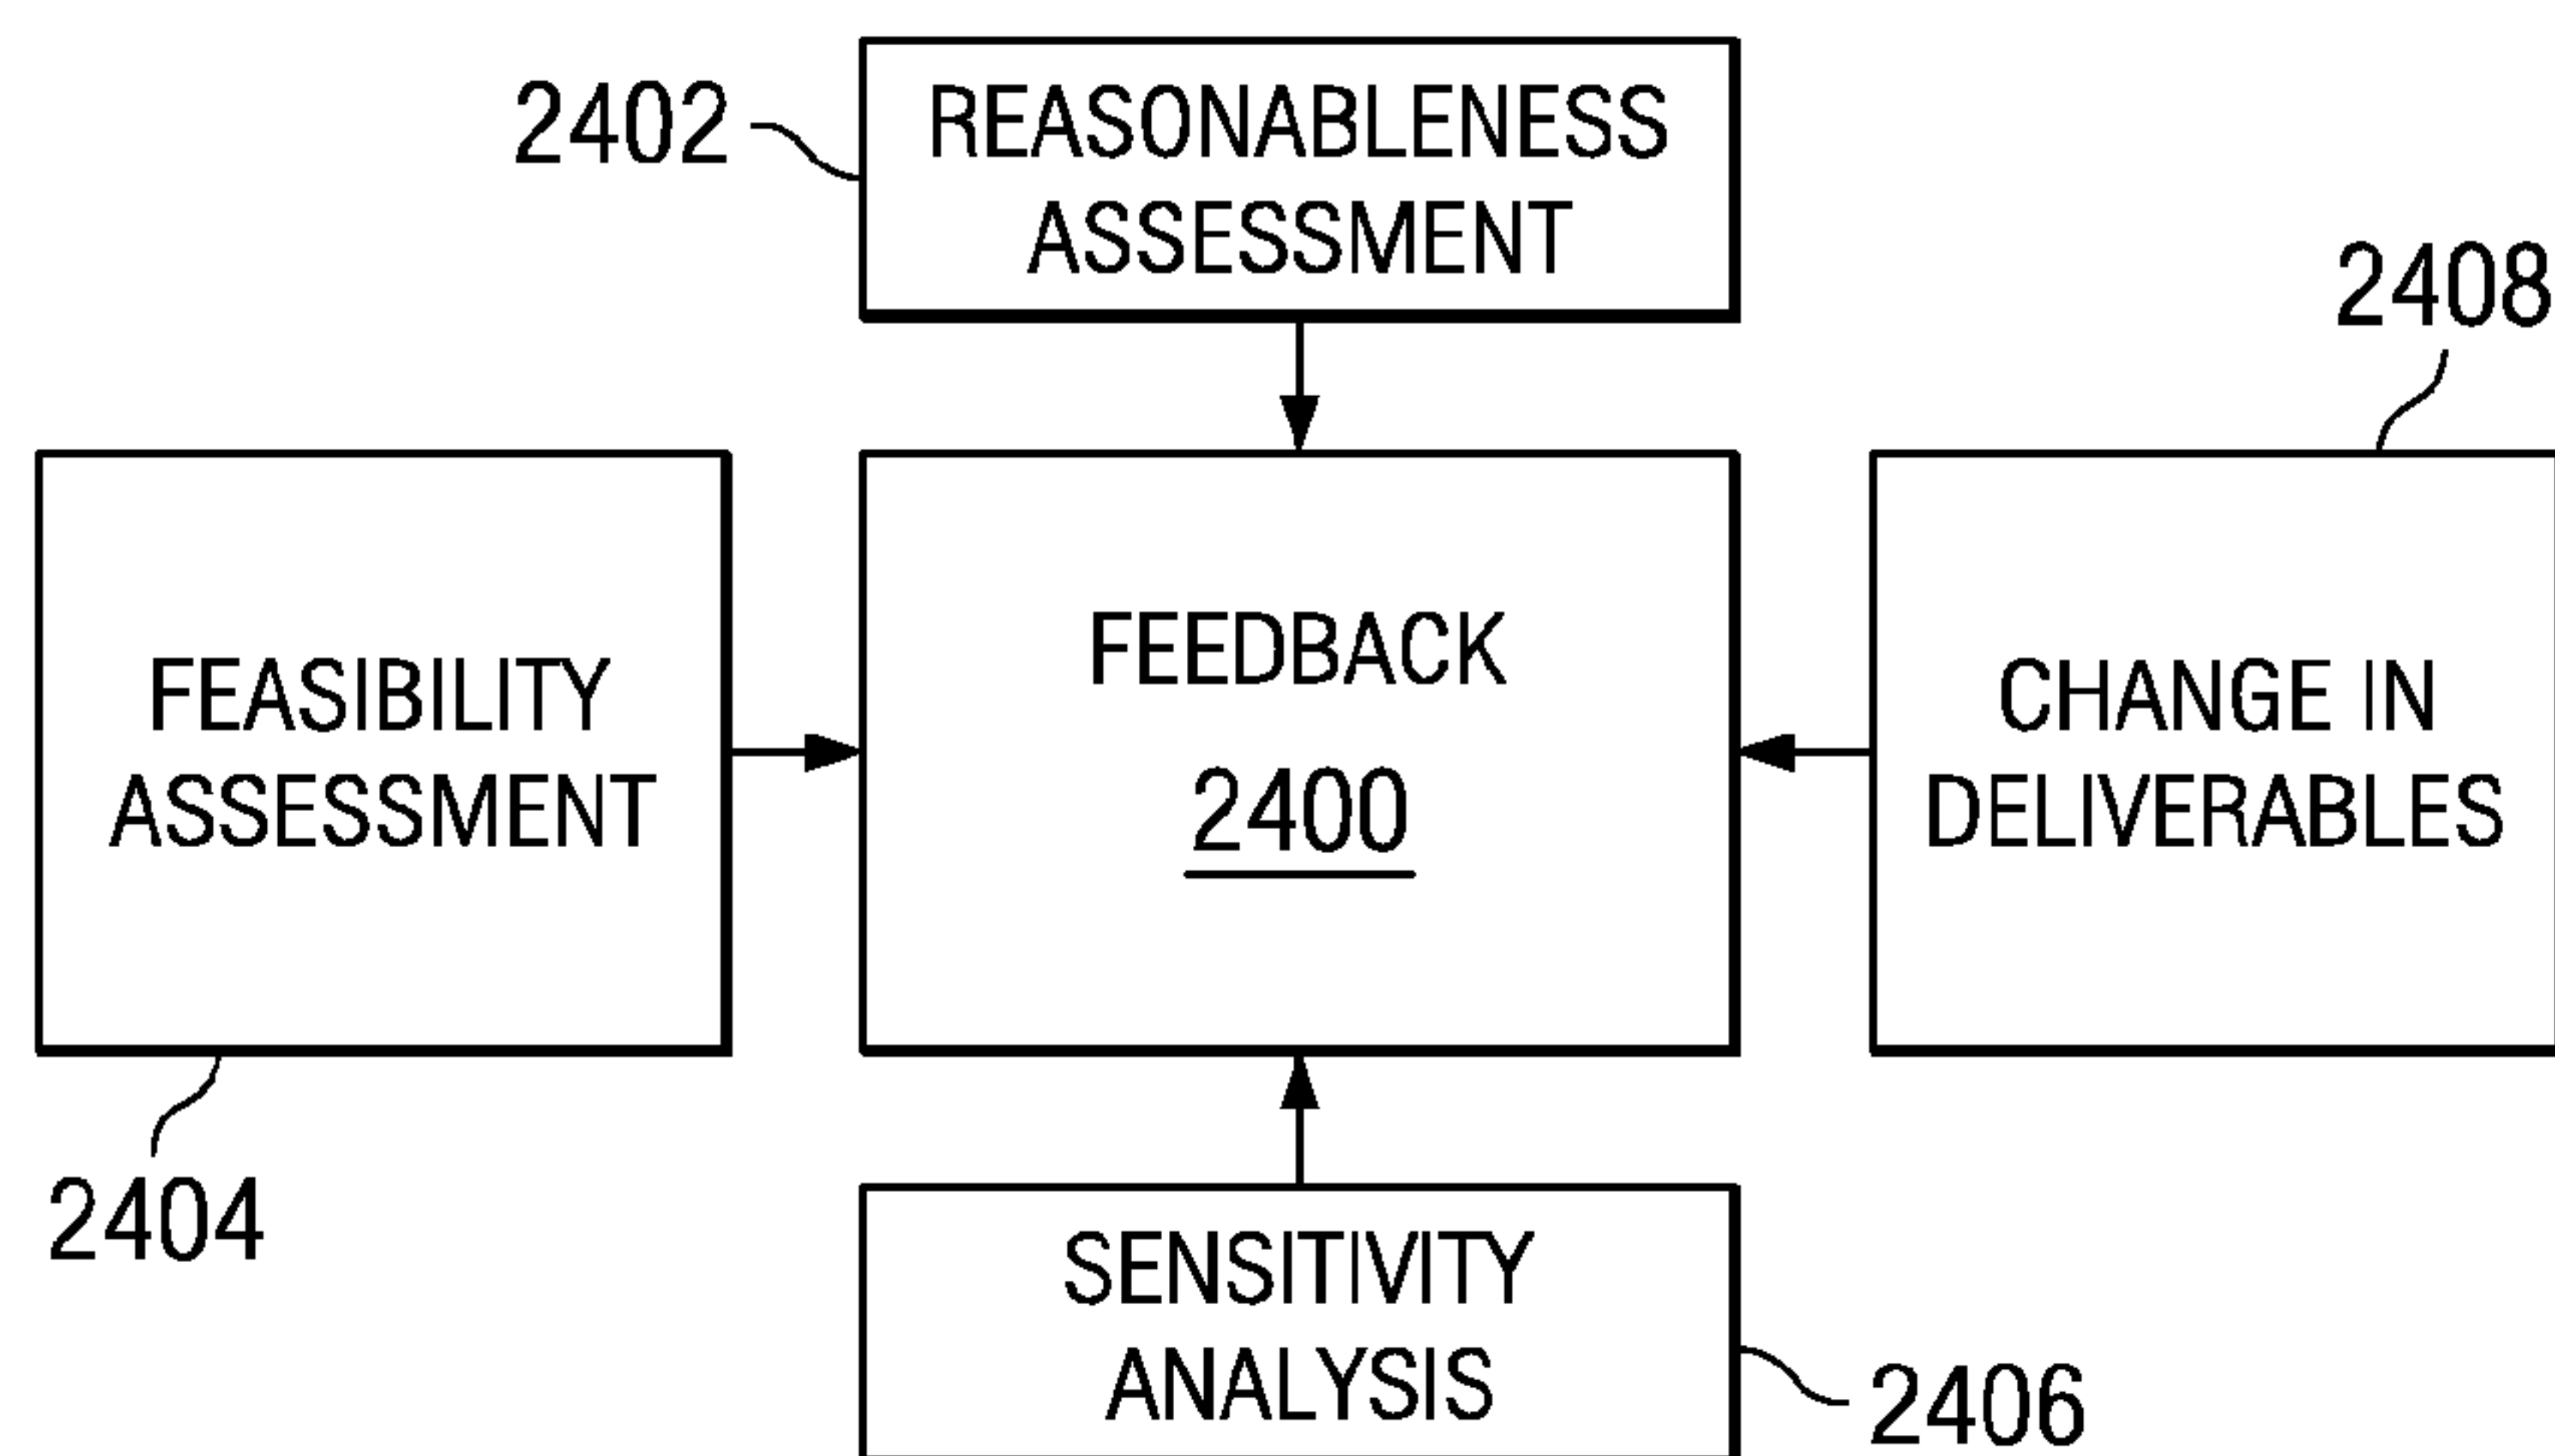 2402
REASONABLENESS
ASSESSMENT
2408
FEASIBILITY
ASSESSMENT
FEEDBACK
2400
CHANGE IN
DELIVERABLES
2404
SENSITIVITY
ANALYSIS
2406